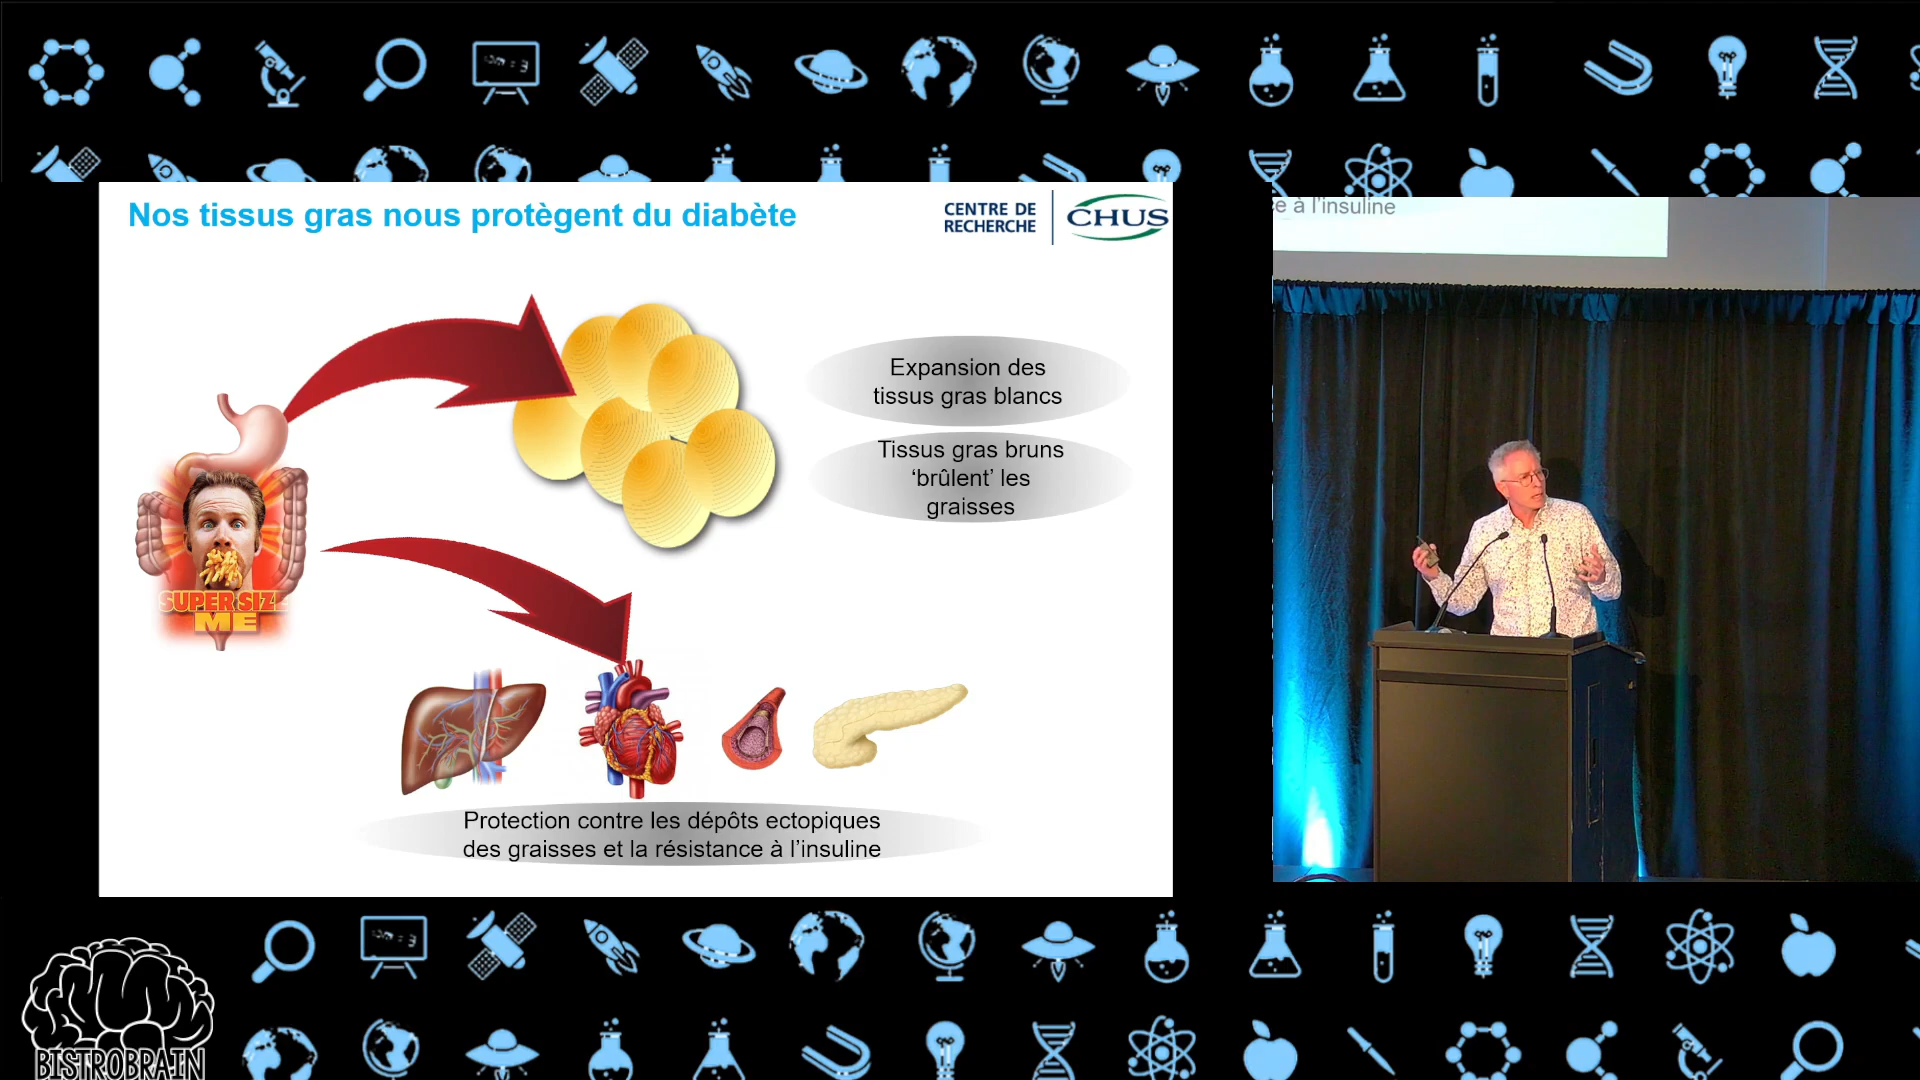 Nos tissus gras nous protègent du diabète
CENTRE DE
RECHERCHE
CHUS
e à l'insuline
Expansion des
tissus gras blancs
Tissus gras bruns
‘brûlent’ les
graisses
SUPER SIZE
ME
Protection contre les dépôts ectopiques
des graisses et la résistance à l’insuline
BISTROBRAIN